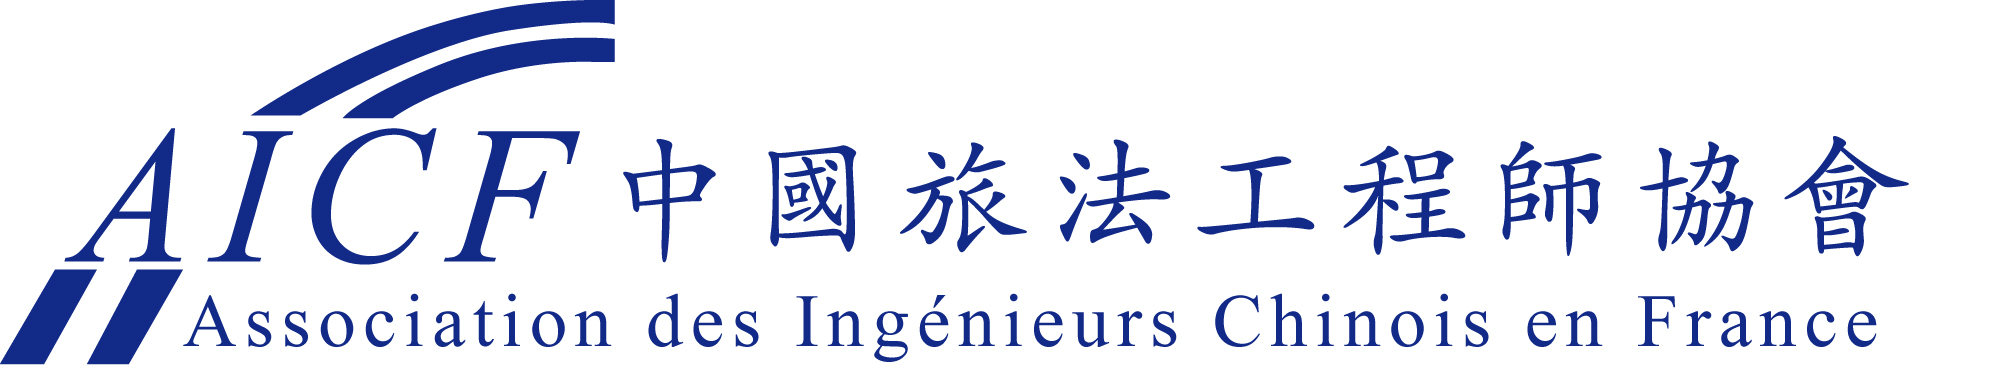 AICF 中國旅法工程師協會
Association des Ingénieurs Chinois en France